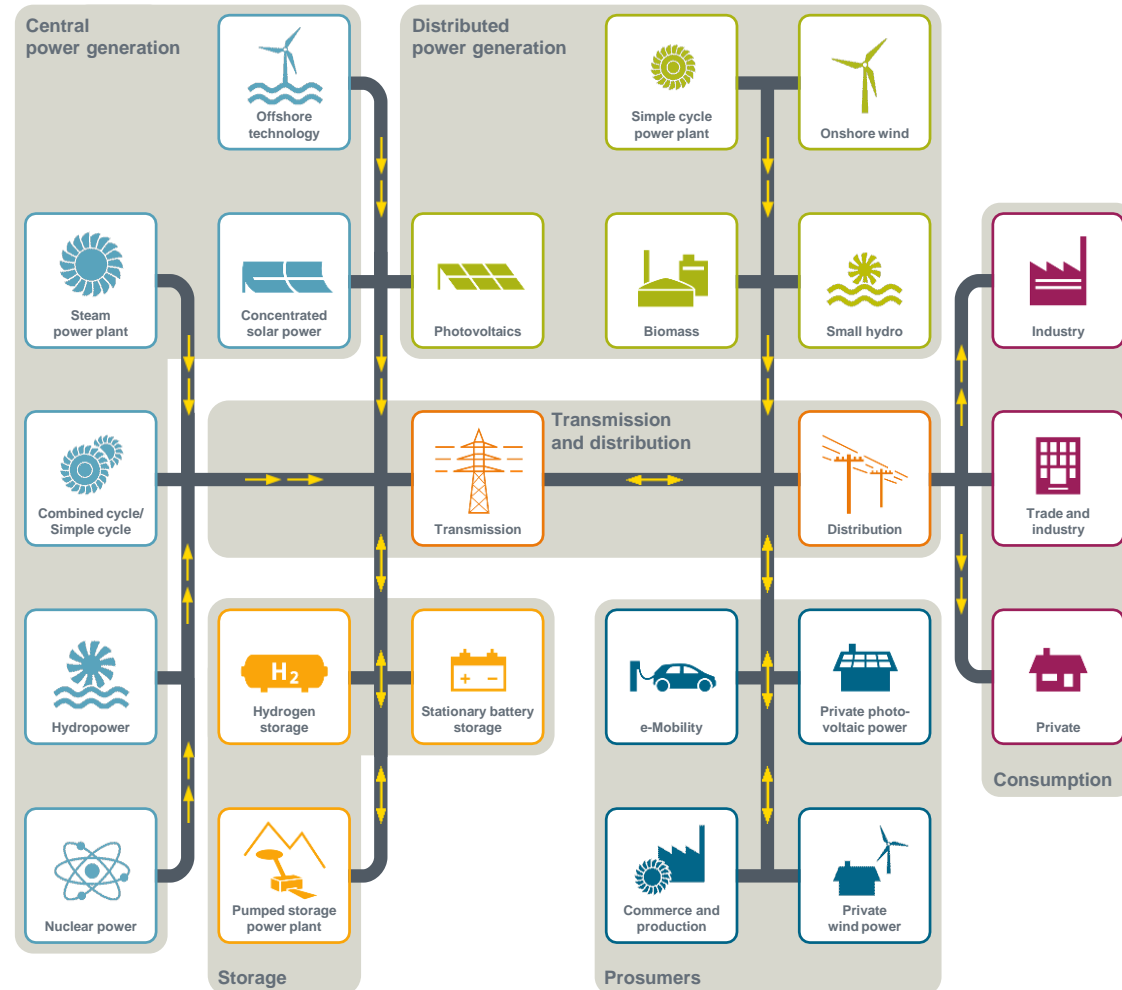 Central
power generation
Distributed
power generation
Offshore
technology
Simple cycle
power plant
Onshore wind
Steam
power plant
Concentrated
solar power
Photovoltaics
Biomass
Small hydro
Industry
Transmission
and distribution
Combined cycle/
Simple cycle
Transmission
Distribution
Trade and
industry
Hydropower
H2
Hydrogen
storage
+ −
Stationary battery
storage
e-Mobility
Private photo-
voltaic power
Private
Consumption
Nuclear power
Pumped storage
power plant
Commerce and
production
Private
wind power
Storage
Prosumers